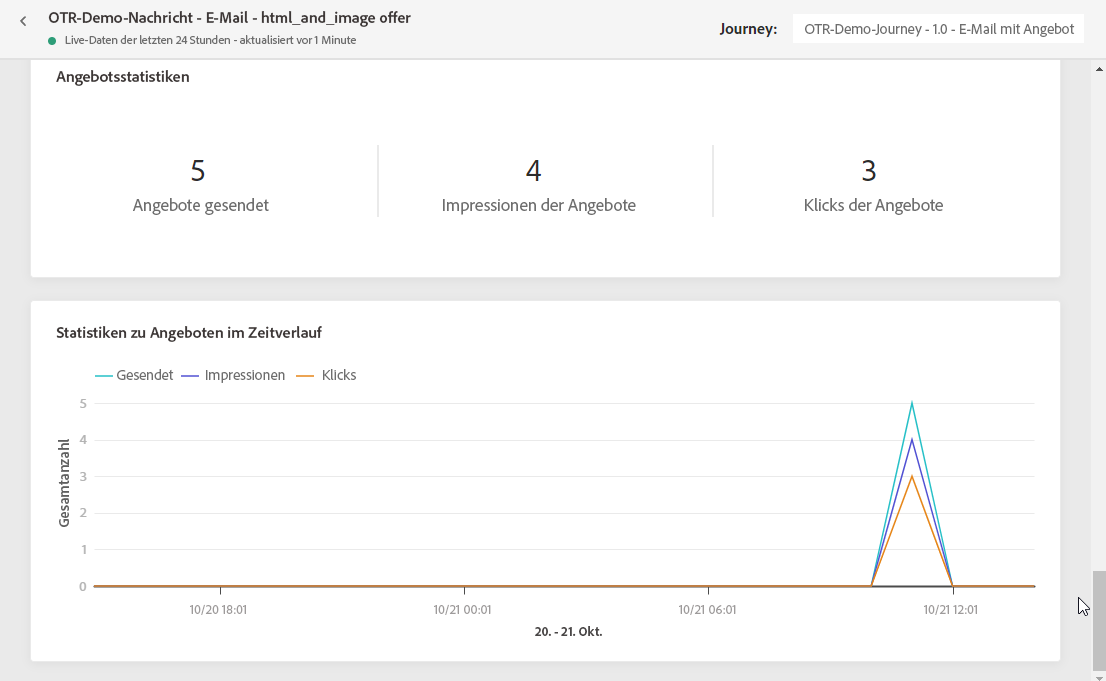 OTR-Demo-Nachricht - E-Mail - html_and_image offer
Live-Daten der letzten 24 Stunden - aktualisiert vor 1 Minute
Journey:
OTR-Demo-Journey - 1.0 - E-Mail mit Angebot
Angebotsstatistiken
5
Angebote gesendet
4
Impressionen der Angebote
3
Klicks der Angebote
Statistiken zu Angeboten im Zeitverlauf
Gesendet
Impressionen
Klicks
Gesamtanzahl
5
4
3
2
1
0
10/20 18:01
10/21 00:01
10/21 06:01
10/21 12:01
20. - 21. Okt.